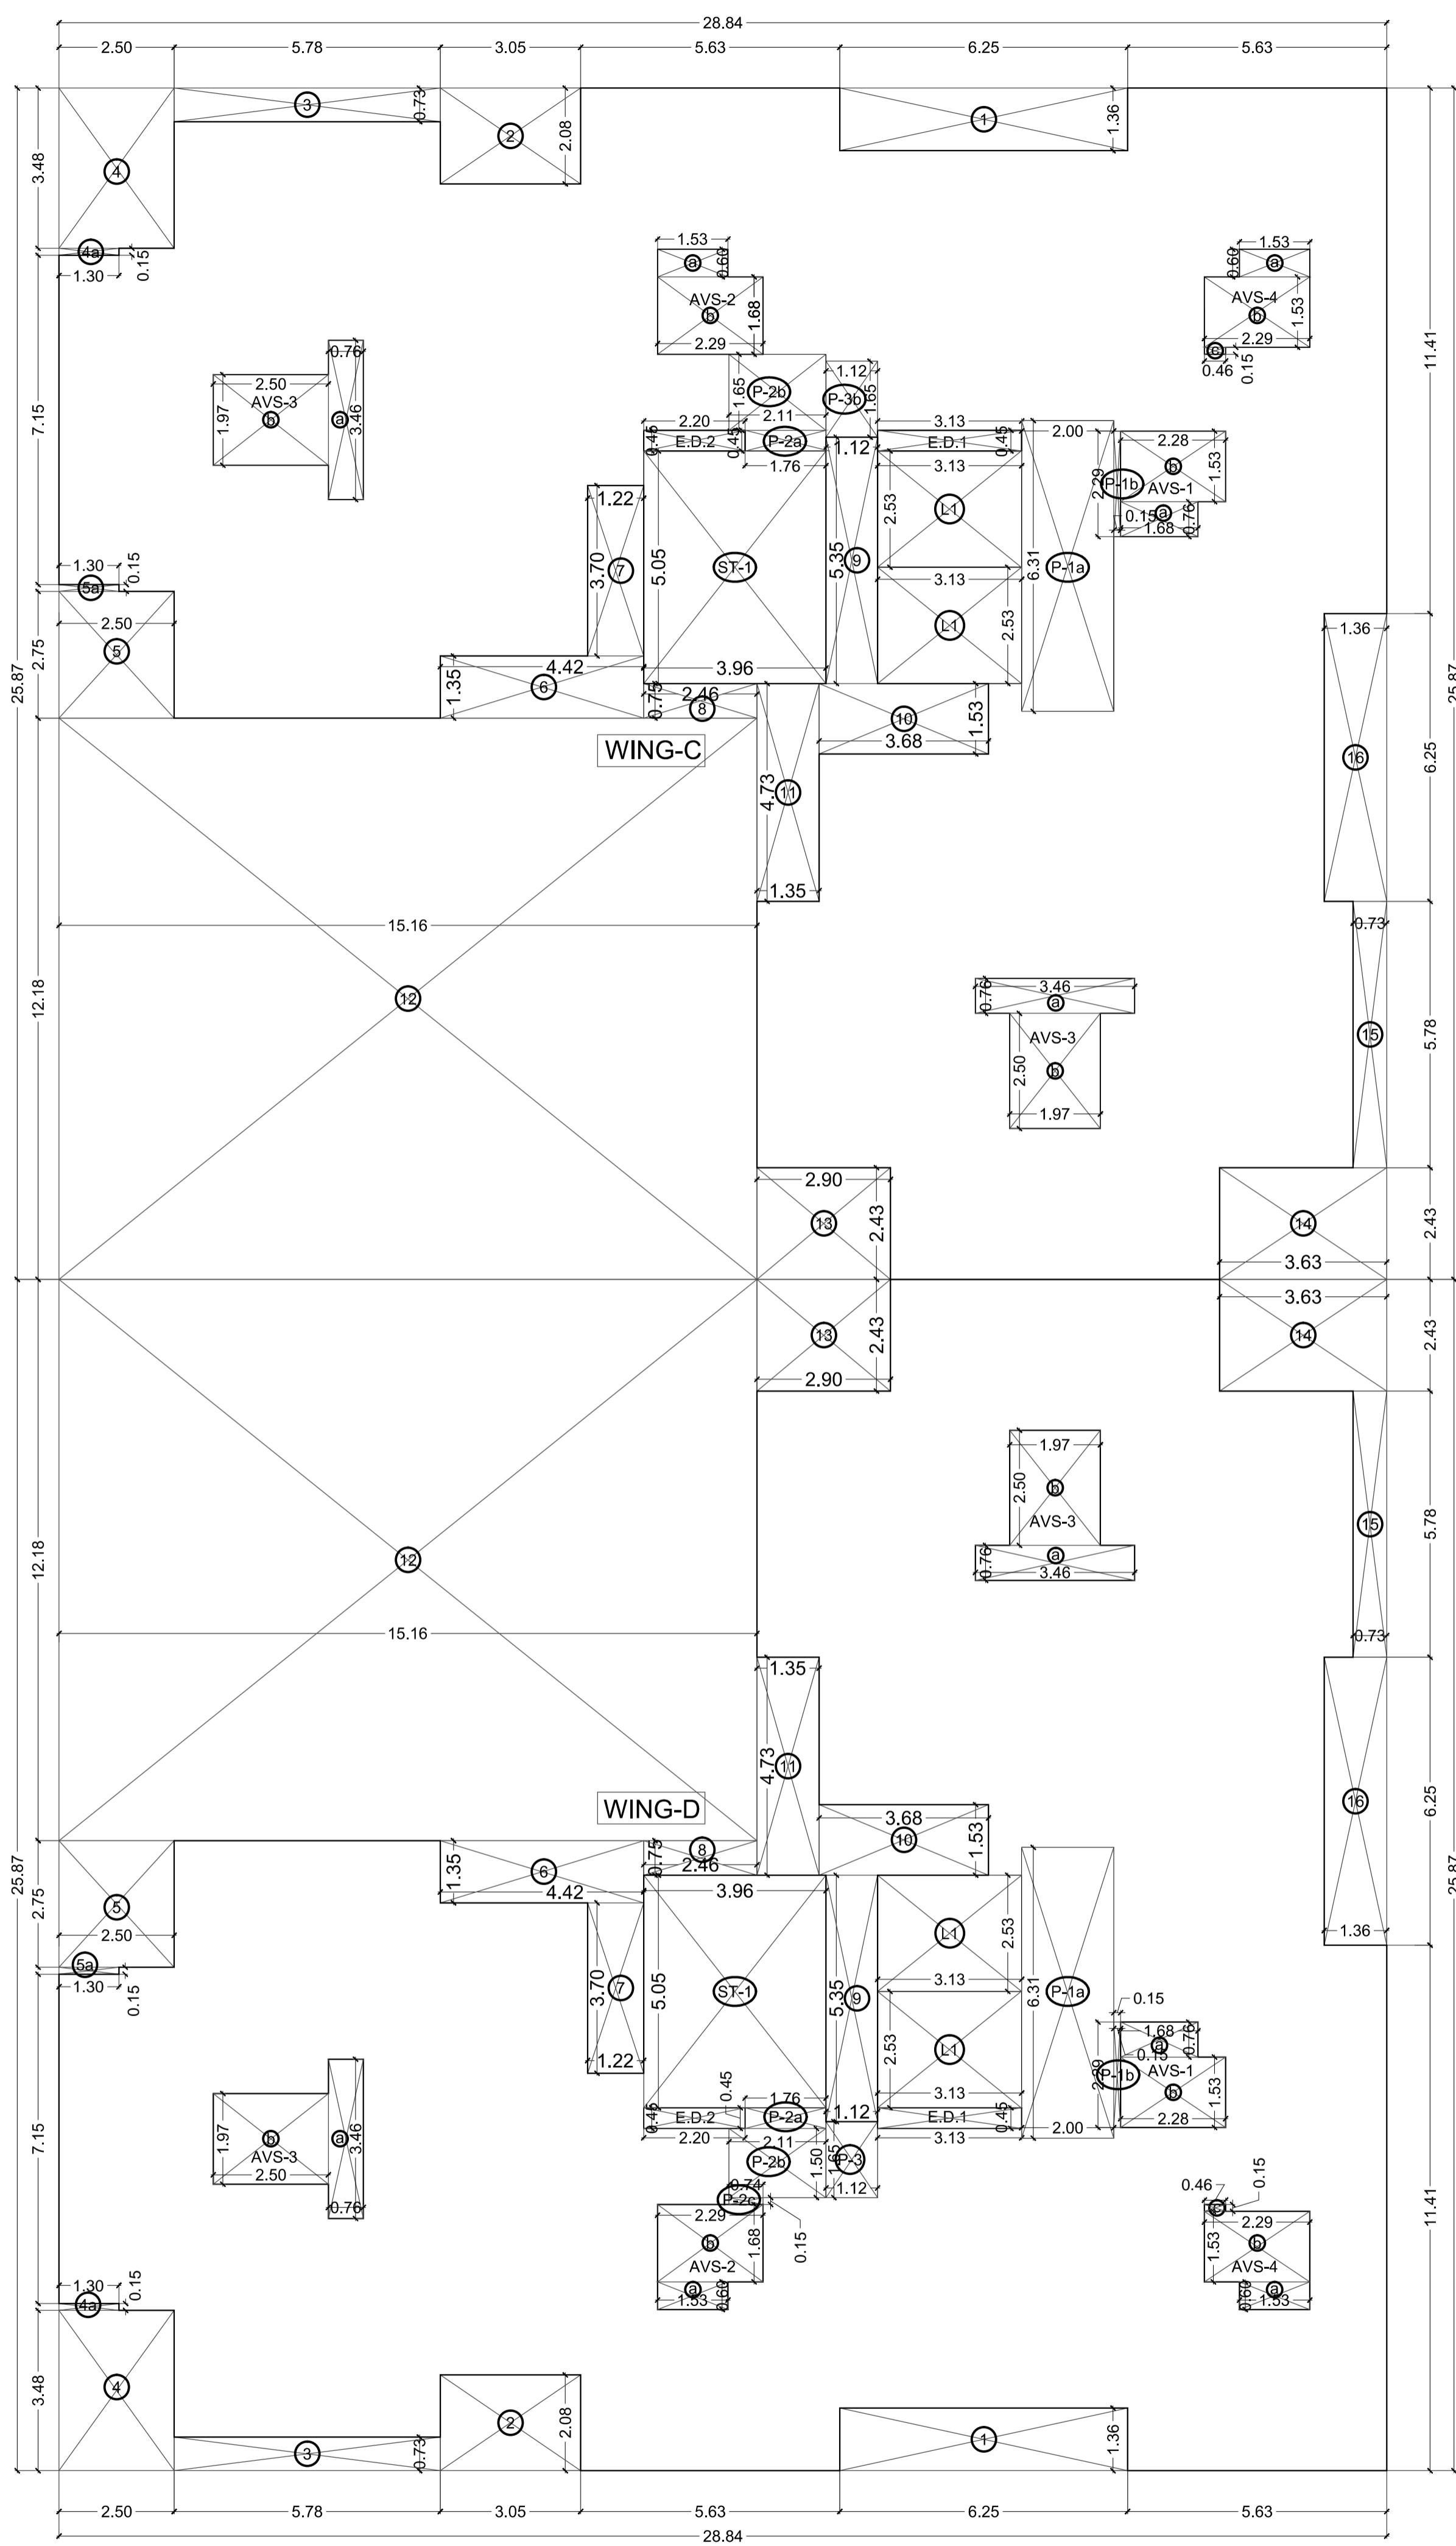 28.84
2.50 5.78 3.05 5.63 6.25 5.63
3 0.73 1 1.36
2 2.08
3.48 4
4a 0.15
1.30
1.53 1.53
a 0.60 0.60 a
AVS-2 AVS-4
b 1.68 b 1.53
2.29 2.29
c
0.46 0.15
11.41
0.76
2.50
AVS-3
1.97 b a 3.46
7.15
1.65 P-2b 1.12
P-3b 1.65
2.11
2.20 3.13
0.45 E.D.2 0.45 P-2a 1.12 E.D.1 0.45 2.00
2.28
b 1.53
1.76 3.13
2.29 P-1b AVS-1
0.15 a 0.76
1.68
1.22 2.53 L1
1.30 0.15
5a
3.70 7 5.05 ST-1 5.35 9 6.31 P-1a
3.13
2.50
5 2.75
L1 2.53
1.36
25.87 25.87
4.42 3.96
1.35 6 0.75 2.46
8 10 1.53
3.68
WING-C
4.73 11 16 6.25
1.35
15.16 0.73
12.18 12
0.76 3.46
a
AVS-3
15 5.78
2.50 b
1.97
2.90
13 2.43 14 2.43
3.63
3.63
13 2.43 14 2.43
2.90
1.97
2.50 b
AVS-3
15 5.78
0.76 a
3.46
12.18 12
15.16 0.73
1.35
4.73 11
16 6.25
WING-D
3.68
10 1.53
8
0.75 2.46
1.35 6
4.42 3.96
25.87 25.87
2.75 5
2.50
L1 2.53
1.36
5a
1.30 0.15
3.13
3.70 7 5.05 ST-1 5.35 9 6.31 P-1a
0.15
1.68 0.76
a
2.53 L1 0.15 AVS-1
2.29 P-1b b 1.53
1.22
2.28
0.45 3.13
1.76
0.45 E.D.2 P-2a 1.12 E.D.1 0.45 2.00
2.20 2.11 3.13
1.97 b a 3.46
AVS-3
2.50
7.15
P-2b 1.50 1.65 P-3
0.76
0.74 1.12
P-2c
0.46 0.15
c
2.29 2.29
b 1.68 0.15 1.53 b
AVS-2 AVS-4
a 0.60 0.60 a
1.53 1.53
11.41
1.30 0.15
4a
3.48 4
2 2.08
3 0.73 1 1.36
2.50 5.78 3.05 5.63 6.25 5.63
28.84